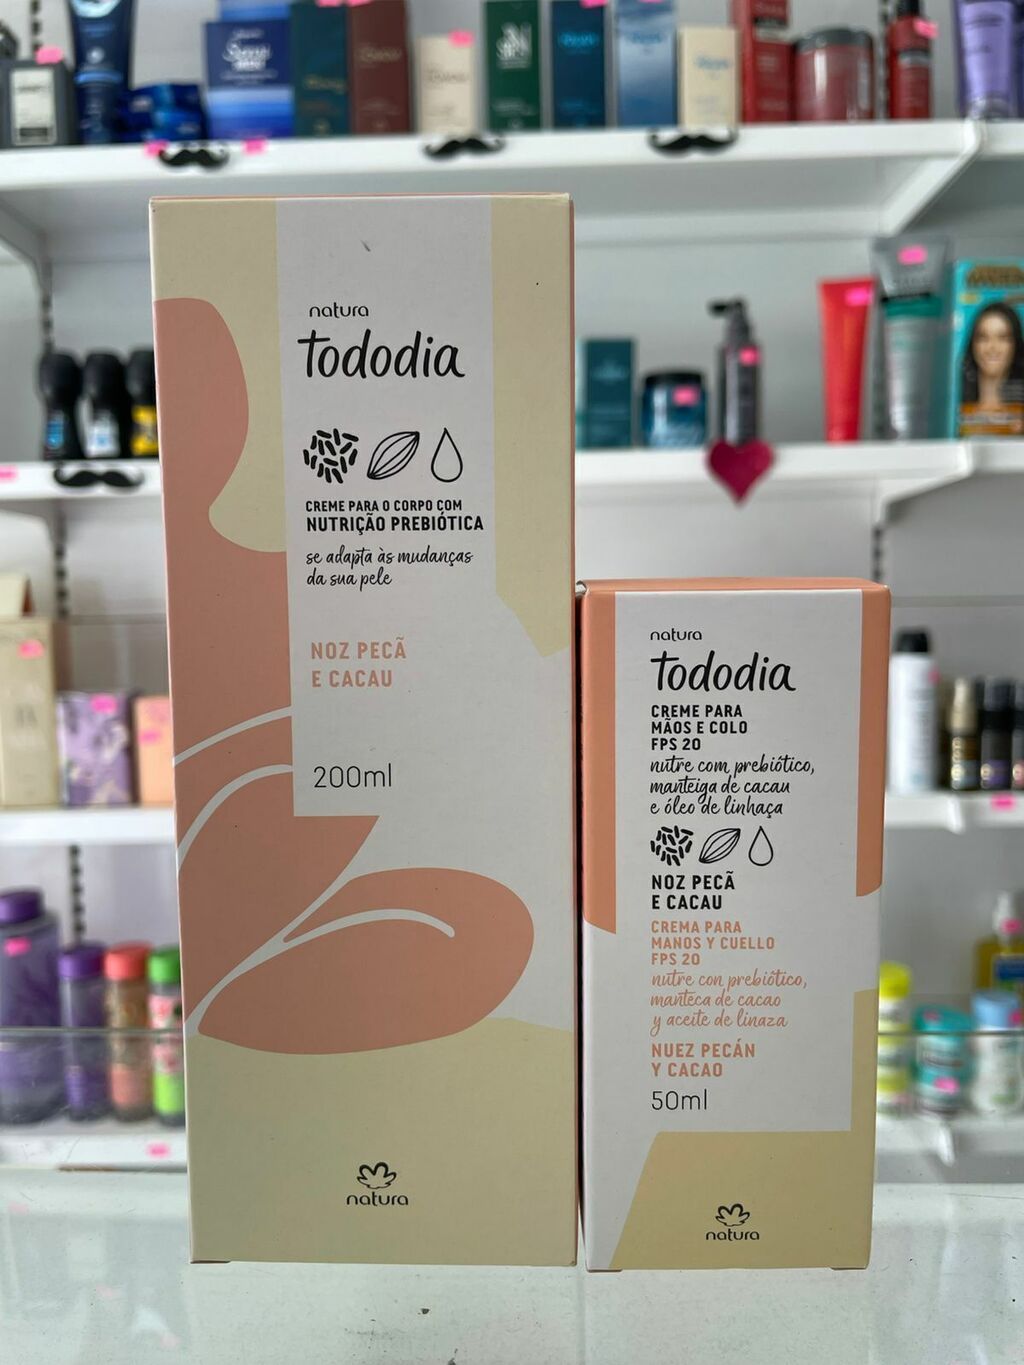 natura
tododia
CREME PARA O CORPO COM
NUTRIÇÃO PREBIÓTICA
se adapta às mudanças
da sua pele
NOZ PECÃ
E CACAU
200ml
natura
natura
tododia
CREME PARA
MÃOS E COLO
FPS 20
nutre com prebiótico,
manteiga de cacau
e óleo de linhaça
NOZ PECÃ
E CACAU
CREMA PARA
MANOS Y CUELLO
FPS 20
nutre con prebiótico,
manteca de cacao
y aceite de linaza
NUEZ PECÁN
Y CACAO
50ml
natura